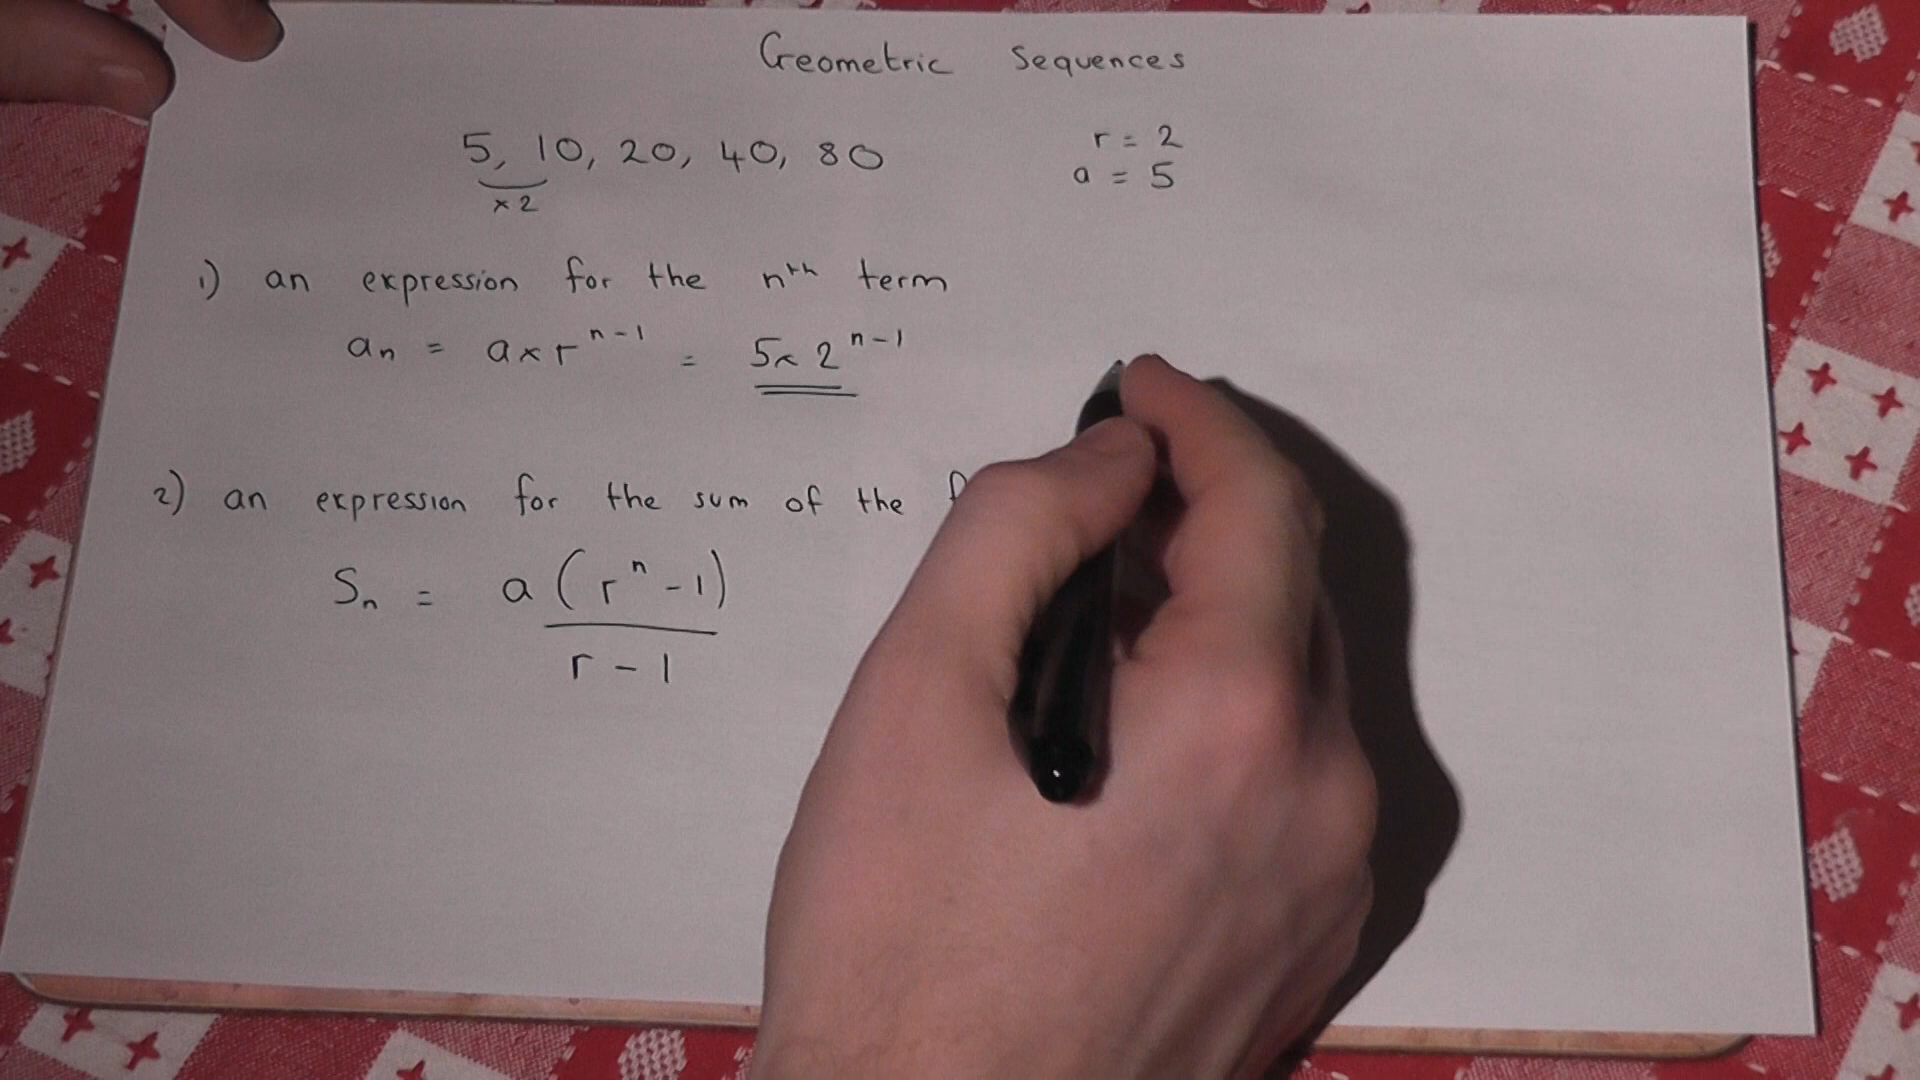 Geometric Sequences
5, 10, 20, 40, 80
×2
r = 2
a = 5
1) an expression for the nth term
an = a×r^n-1 = 5×2^n-1
2) an expression for the sum of the
Sn = a(r^n-1)
r-1